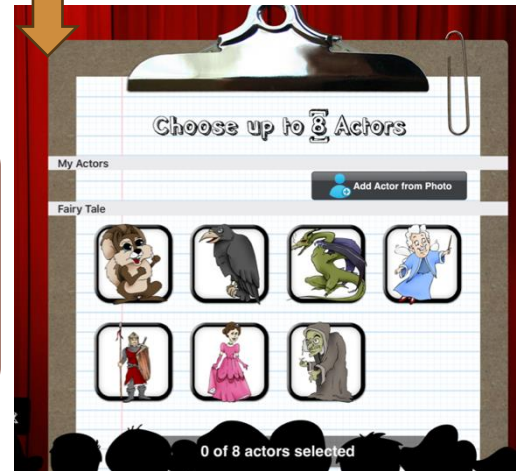 Choose up to 8 Actors
My Actors
Add Actor from Photo
Fairy Tale
0 of 8 actors selected